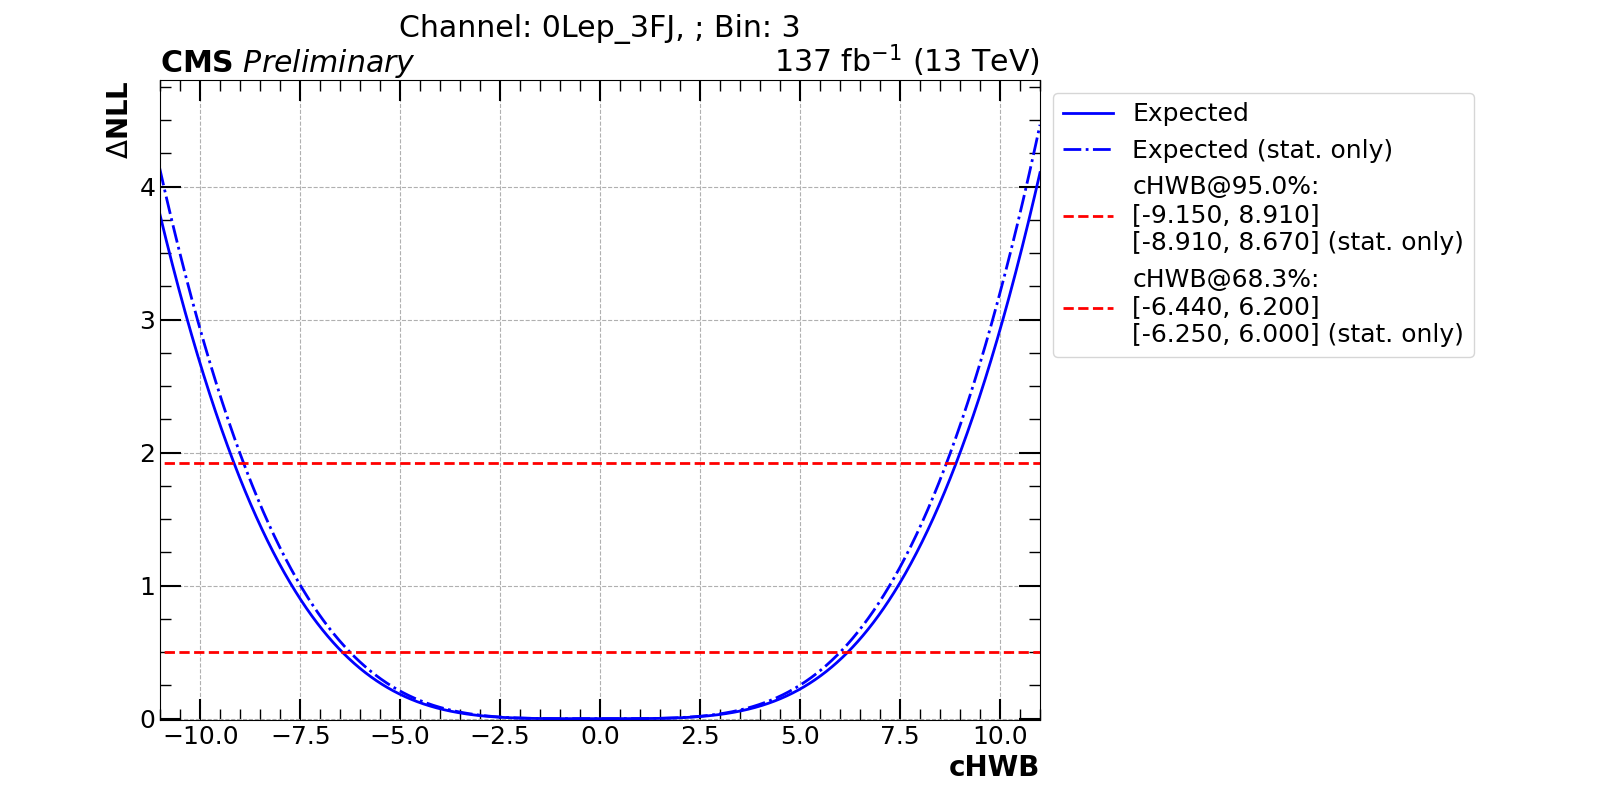 Channel: 0Lep_3FJ, ; Bin: 3
CMS Preliminary 137 fb⁻¹ (13 TeV)
ΔNLL
4
3
2
1
0
−10.0 −7.5 −5.0 −2.5 0.0 2.5 5.0 7.5 10.0
cHWB
Expected
Expected (stat. only)
cHWB@95.0%:
[-9.150, 8.910]
[-8.910, 8.670] (stat. only)
cHWB@68.3%:
[-6.440, 6.200]
[-6.250, 6.000] (stat. only)